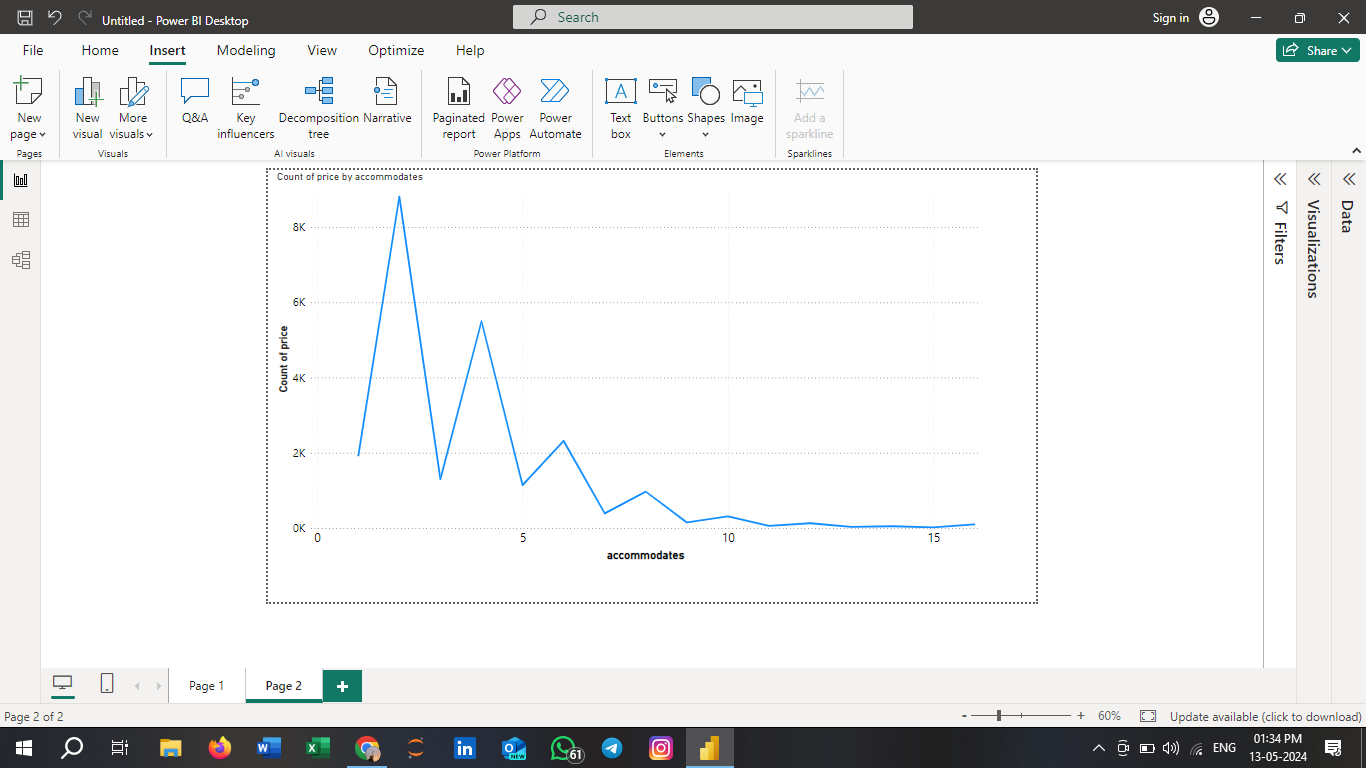 Untitled - Power BI Desktop
Search
Sign in
File Home Insert Modeling View Optimize Help
Share
New page
New visual
More visuals
Q&A
Key influencers
Decomposition tree
Narrative
Paginated report
Power Apps
Power Automate
Text box
Buttons
Shapes
Image
Add a sparkline
Pages Visuals AI visuals Power Platform Elements Sparklines
Count of price by accommodates
8K
6K
4K
2K
0K
Count of price
0 5 10 15
accommodates
Filters
Visualizations
Data
Page 1 Page 2 +
Page 2 of 2
- + 60% Update available (click to download)
W
X
in
NEW
61
ENG
01:34 PM
13-05-2024